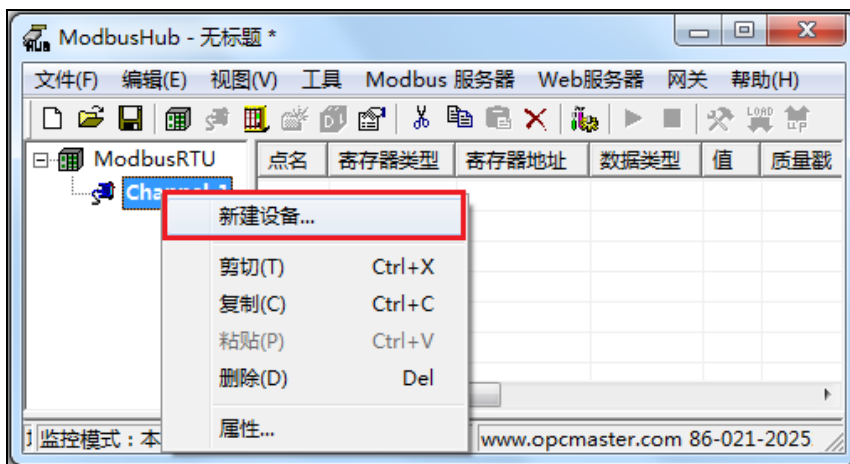 ModbusHub - 无标题 *
文件(F) 编辑(E) 视图(V) 工具 Modbus 服务器 Web服务器 网关 帮助(H)
LOAD UP
ModbusRTU
点名 寄存器类型 寄存器地址 数据类型 值 质量戳
新建设备...
剪切(T) Ctrl+X
复制(C) Ctrl+C
粘贴(P) Ctrl+V
删除(D) Del
属性...
监控模式：本
www.opcmaster.com 86-021-2025